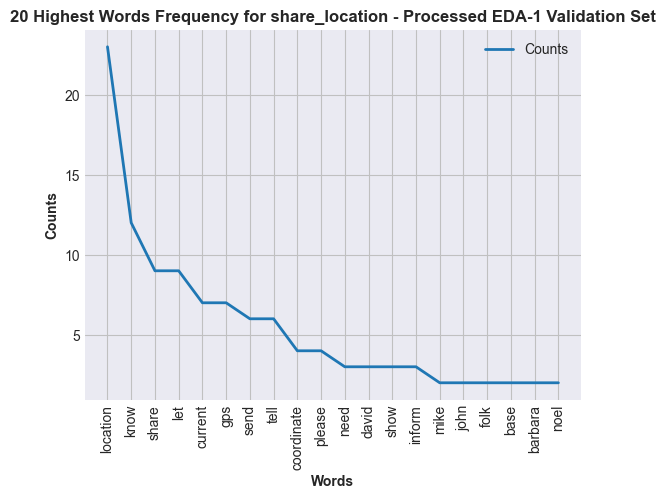 20 Highest Words Frequency for share_location - Processed EDA-1 Validation Set
Counts
20
15
10
5
Counts
location
know
share
let
current
gps
send
tell
coordinate
please
need
david
show
inform
mike
john
folk
base
barbara
noel
Words